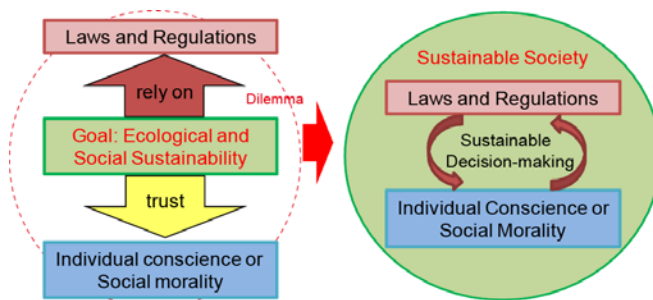 Laws and Regulations
rely on
Dilemma
Goal: Ecological and
Social Sustainability
trust
Individual conscience or
Social morality
Sustainable Society
Laws and Regulations
Sustainable
Decision-making
Individual Conscience or
Social Morality